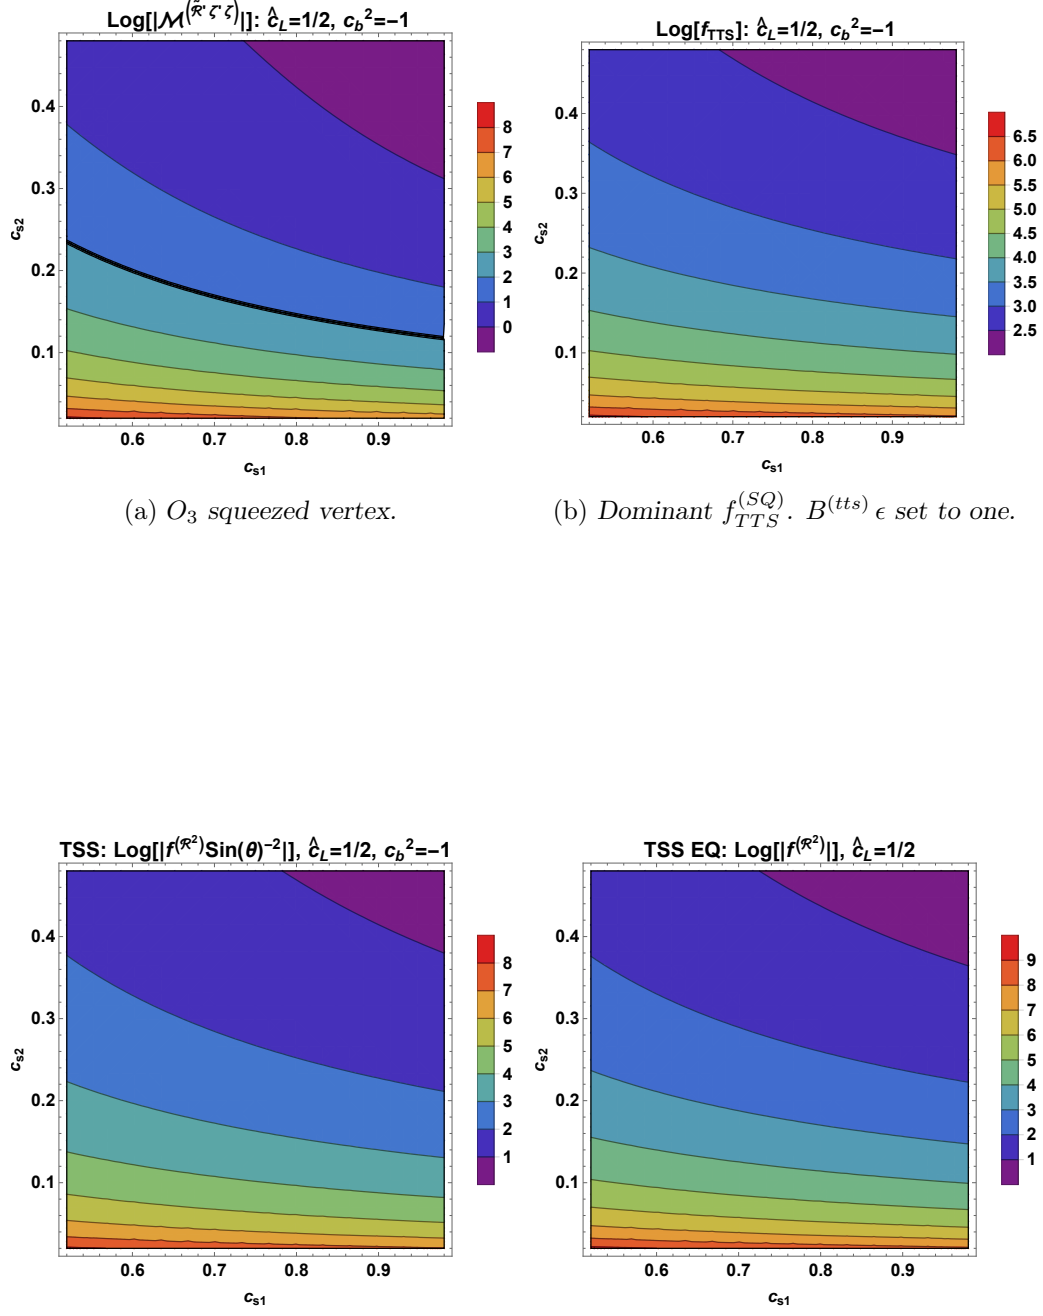 Log[|ℳ^(ℛ̃' ζ' ζ)|]: ĉ_L=1/2, c_b²=−1
0.4
0.3
0.2
0.1
c_s2
0.6 0.7 0.8 0.9
c_s1
8
7
6
5
4
3
2
1
0
(a) O₃ squeezed vertex.
Log[f_TTS]: ĉ_L=1/2, c_b²=−1
0.4
0.3
0.2
0.1
c_s2
0.6 0.7 0.8 0.9
c_s1
6.5
6.0
5.5
5.0
4.5
4.0
3.5
3.0
2.5
(b) Dominant f_TTS^(SQ). B^(tts) ϵ set to one.
TSS: Log[|f^(ℛ²)Sin(θ)^−2|], ĉ_L=1/2, c_b²=−1
0.4
0.3
0.2
0.1
c_s2
0.6 0.7 0.8 0.9
c_s1
8
7
6
5
4
3
2
1
TSS EQ: Log[|f^(ℛ²)|], ĉ_L=1/2
0.4
0.3
0.2
0.1
c_s2
0.6 0.7 0.8 0.9
c_s1
9
8
7
6
5
4
3
2
1